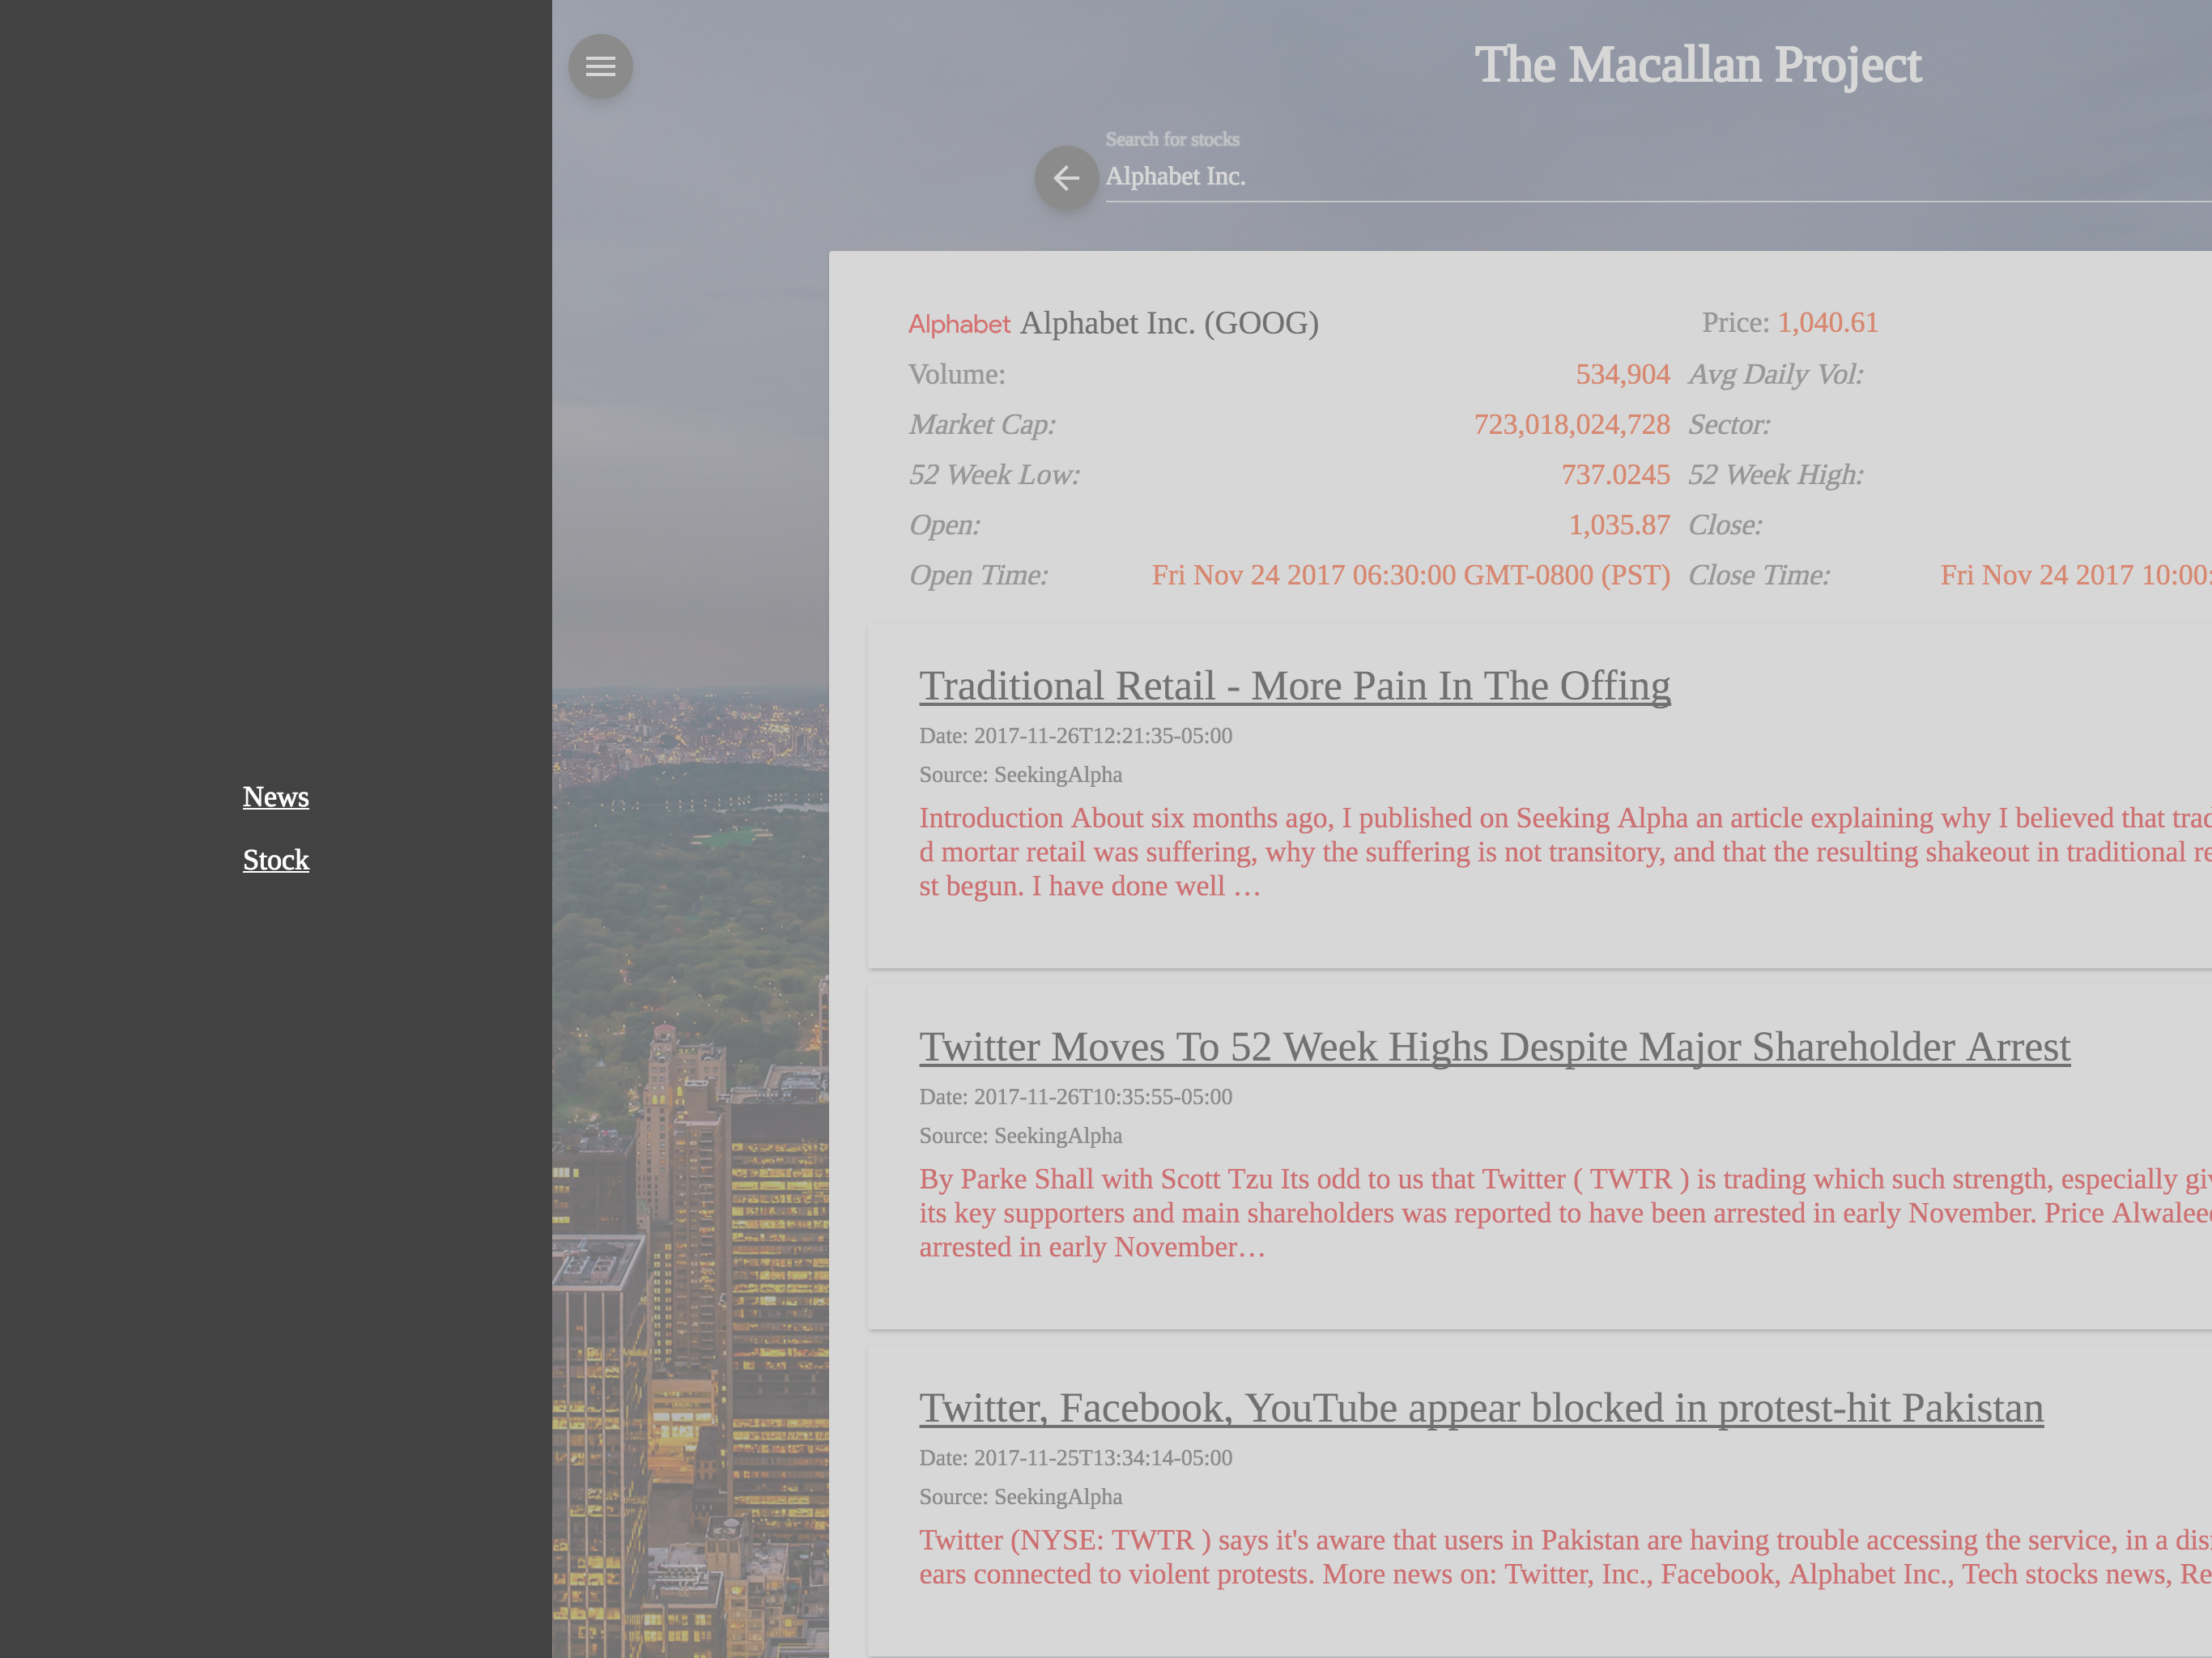 The Macallan Project
Search for stocks
Alphabet Inc.
Alphabet Alphabet Inc. (GOOG) Price: 1,040.61
Volume: 534,904 Avg Daily Vol:
Market Cap: 723,018,024,728 Sector:
52 Week Low: 737.0245 52 Week High:
Open: 1,035.87 Close:
Open Time: Fri Nov 24 2017 06:30:00 GMT-0800 (PST) Close Time: Fri Nov 24 2017 10:00:
News
Stock
Traditional Retail - More Pain In The Offing
Date: 2017-11-26T12:21:35-05:00
Source: SeekingAlpha
Introduction About six months ago, I published on Seeking Alpha an article explaining why I believed that trad
d mortar retail was suffering, why the suffering is not transitory, and that the resulting shakeout in traditional re
st begun. I have done well …
Twitter Moves To 52 Week Highs Despite Major Shareholder Arrest
Date: 2017-11-26T10:35:55-05:00
Source: SeekingAlpha
By Parke Shall with Scott Tzu Its odd to us that Twitter ( TWTR ) is trading which such strength, especially giv
its key supporters and main shareholders was reported to have been arrested in early November. Price Alwaleed
arrested in early November…
Twitter, Facebook, YouTube appear blocked in protest-hit Pakistan
Date: 2017-11-25T13:34:14-05:00
Source: SeekingAlpha
Twitter (NYSE: TWTR ) says it's aware that users in Pakistan are having trouble accessing the service, in a dis
ears connected to violent protests. More news on: Twitter, Inc., Facebook, Alphabet Inc., Tech stocks news, Re